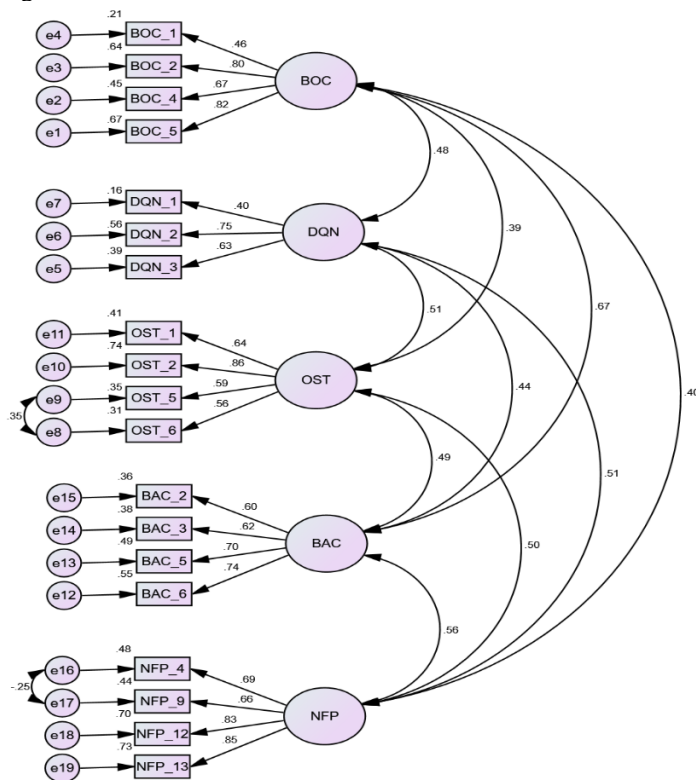 .21
e4 BOC_1
.46
.64
e3 BOC_2 .80 BOC
.45 .67
e2 BOC_4
.82
.67
e1 BOC_5
.48
.16
e7 DQN_1 .40
.56
e6 DQN_2 .75 DQN
.39 .63
e5 DQN_3
.39
.67
.51
.41
e11 OST_1 .64
.74
e10 OST_2 .86 OST
.44
.40
.35 .59
e9 OST_5
.35 .31 .56
e8 OST_6
.49
.51
.36
e15 BAC_2 .60
.38
e14 BAC_3 .62 BAC
.50
.49 .70
e13 BAC_5
.55 .74
e12 BAC_6
.56
.48
e16 NFP_4 .69
-.25 .44
e17 NFP_9 .66 NFP
.70 .83
e18 NFP_12
.73 .85
e19 NFP_13